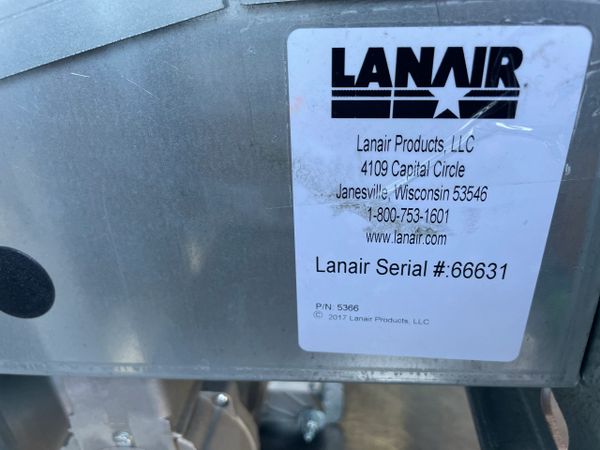 LANAIR
Lanair Products, LLC
4109 Capital Circle
Janesville, Wisconsin 53546
1-800-753-1601
www.lanair.com
Lanair Serial #:66631
P/N: 5366
© 2017 Lanair Products, LLC